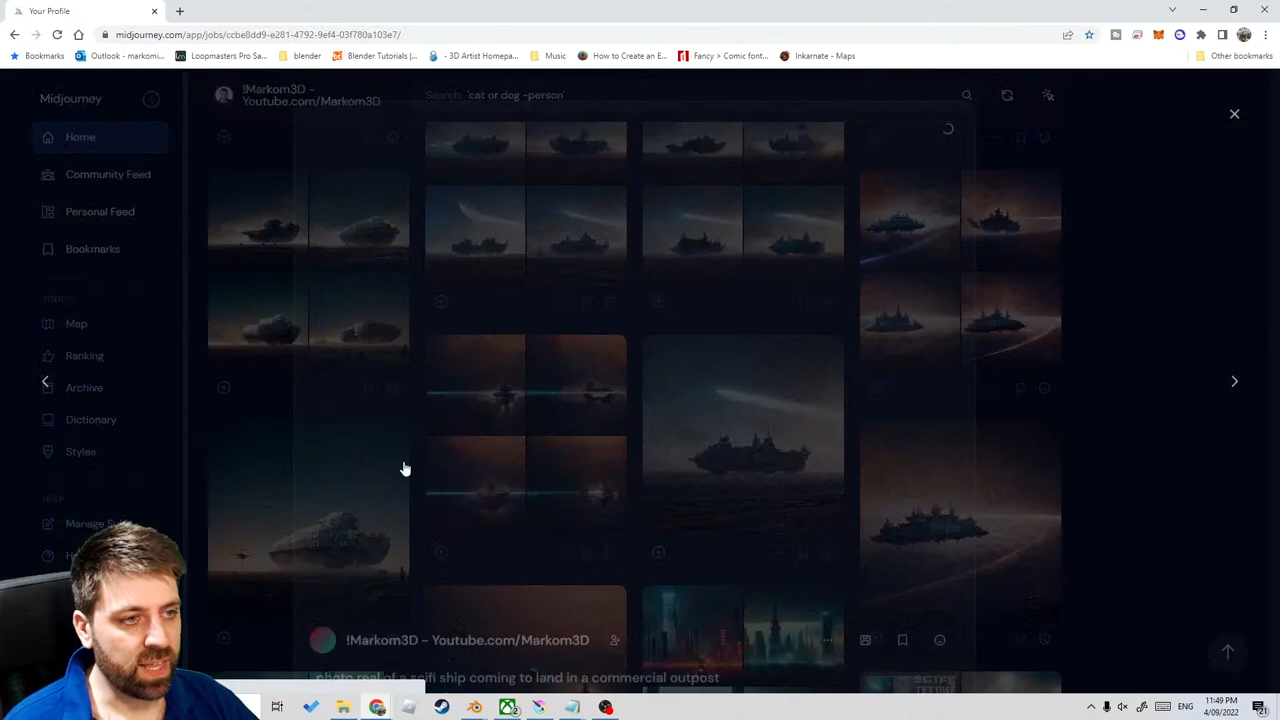 Your Profile
midjourney.com/app/jobs/ccbe8dd9-e281-4792-9ef4-03f780a103e7/
Bookmarks
Outlook - markomi...
Loopmasters Pro Sa...
blender
Blender Tutorials |...
- 3D Artist Homepa...
Music
How to Create an E...
Fancy > Comic font...
Inkarnate - Maps
Other bookmarks
Midjourney
!Markom3D -
Youtube.com/Markom3D
Search: 'cat or dog -person'
Home
Community Feed
Personal Feed
Bookmarks
Map
Ranking
Archive
Dictionary
Styles
HELP
Manage
!Markom3D - Youtube.com/Markom3D
photo real of a scifi ship coming to land in a commercial outpost
ENG
11:49 PM
4/09/2022